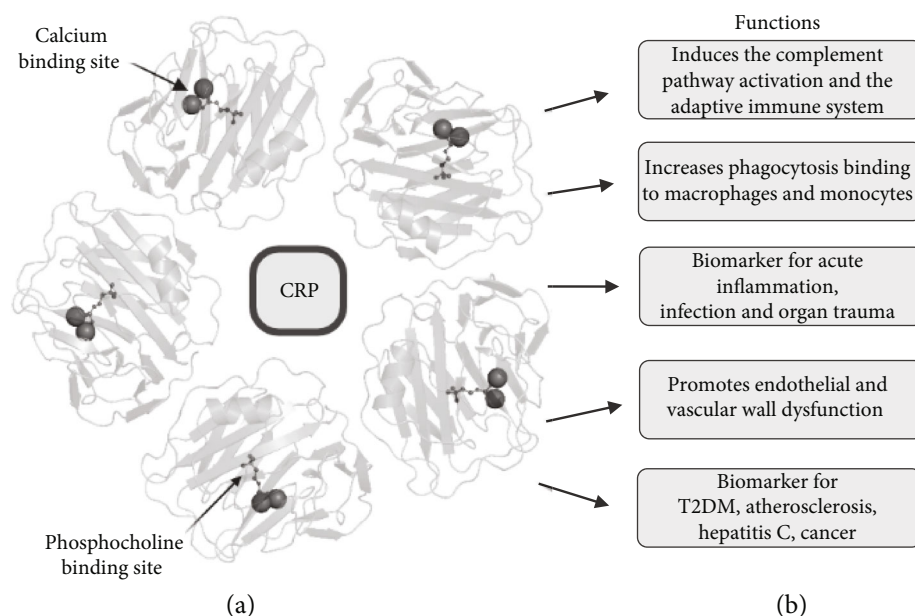 Calcium
binding site
CRP
Phosphocholine
binding site
(a)
Functions
Induces the complement
pathway activation and the
adaptive immune system
Increases phagocytosis binding
to macrophages and monocytes
Biomarker for acute
inflammation,
infection and organ trauma
Promotes endothelial and
vascular wall dysfunction
Biomarker for
T2DM, atherosclerosis,
hepatitis C, cancer
(b)